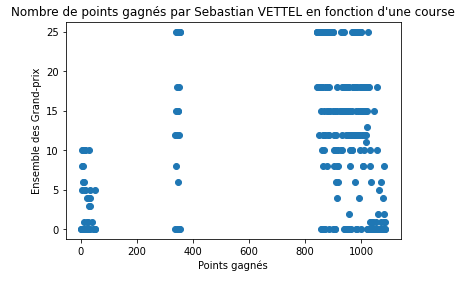 Nombre de points gagnés par Sebastian VETTEL en fonction d'une course
25
20
15
10
5
0
Ensemble des Grand-prix
0 200 400 600 800 1000
Points gagnés